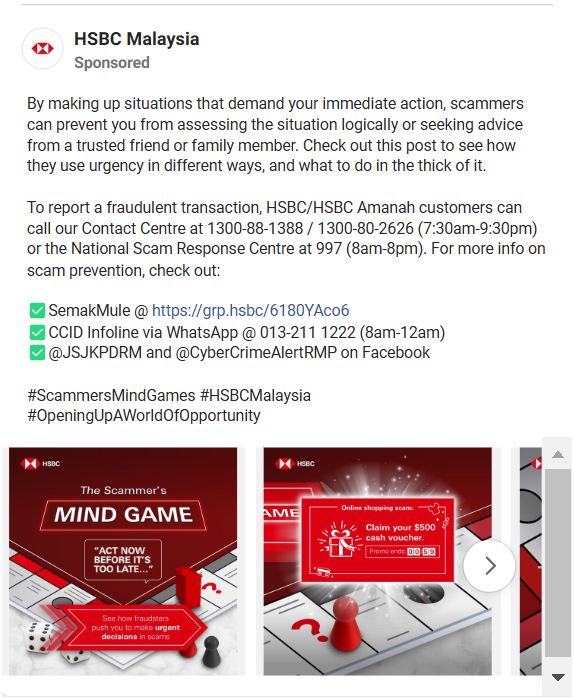 HSBC Malaysia
Sponsored
By making up situations that demand your immediate action, scammers
can prevent you from assessing the situation logically or seeking advice
from a trusted friend or family member. Check out this post to see how
they use urgency in different ways, and what to do in the thick of it.
To report a fraudulent transaction, HSBC/HSBC Amanah customers can
call our Contact Centre at 1300-88-1388 / 1300-80-2626 (7:30am-9:30pm)
or the National Scam Response Centre at 997 (8am-8pm). For more info on
scam prevention, check out:
✅SemakMule @ https://grp.hsbc/6180YAco6
✅CCID Infoline via WhatsApp @ 013-211 1222 (8am-12am)
✅@JSJKPDRM and @CyberCrimeAlertRMP on Facebook
#ScammersMindGames #HSBCMalaysia
#OpeningUpAWorldOfOpportunity
HSBC
The Scammer's
MIND GAME
"ACT NOW
BEFORE IT'S
TOO LATE..."
?
See how fraudsters
push you to make urgent
decisions in scams
HSBC
AME
Online shopping scam:
Claim your $500
cash voucher.
Promo ends: 00:59
?